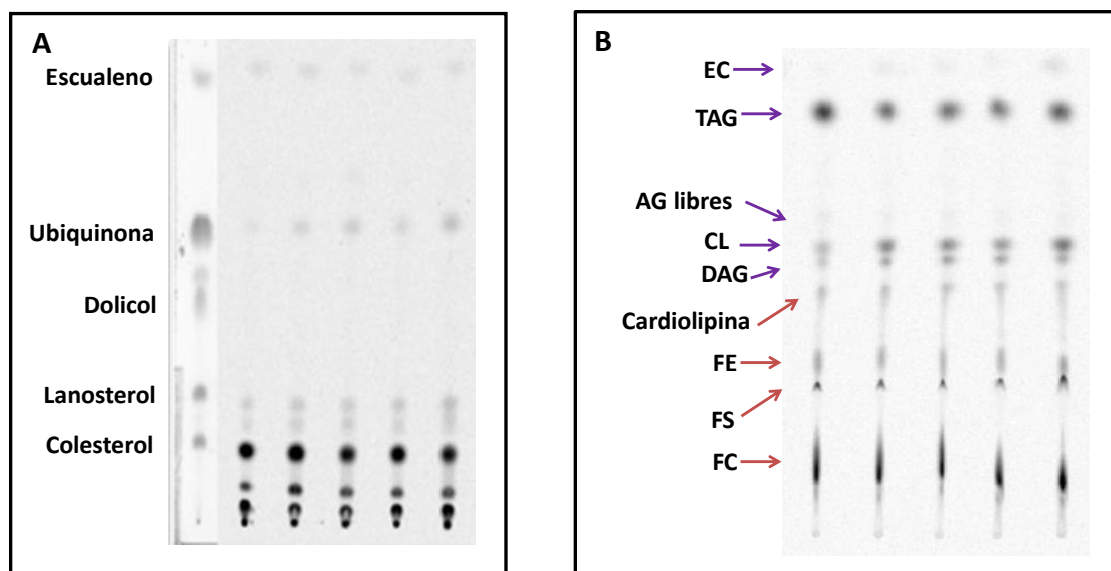 A
Escualeno
Ubiquinona
Dolicol
Lanosterol
Colesterol
B
EC
TAG
AG libres
CL
DAG
Cardiolipina
FE
FS
FC